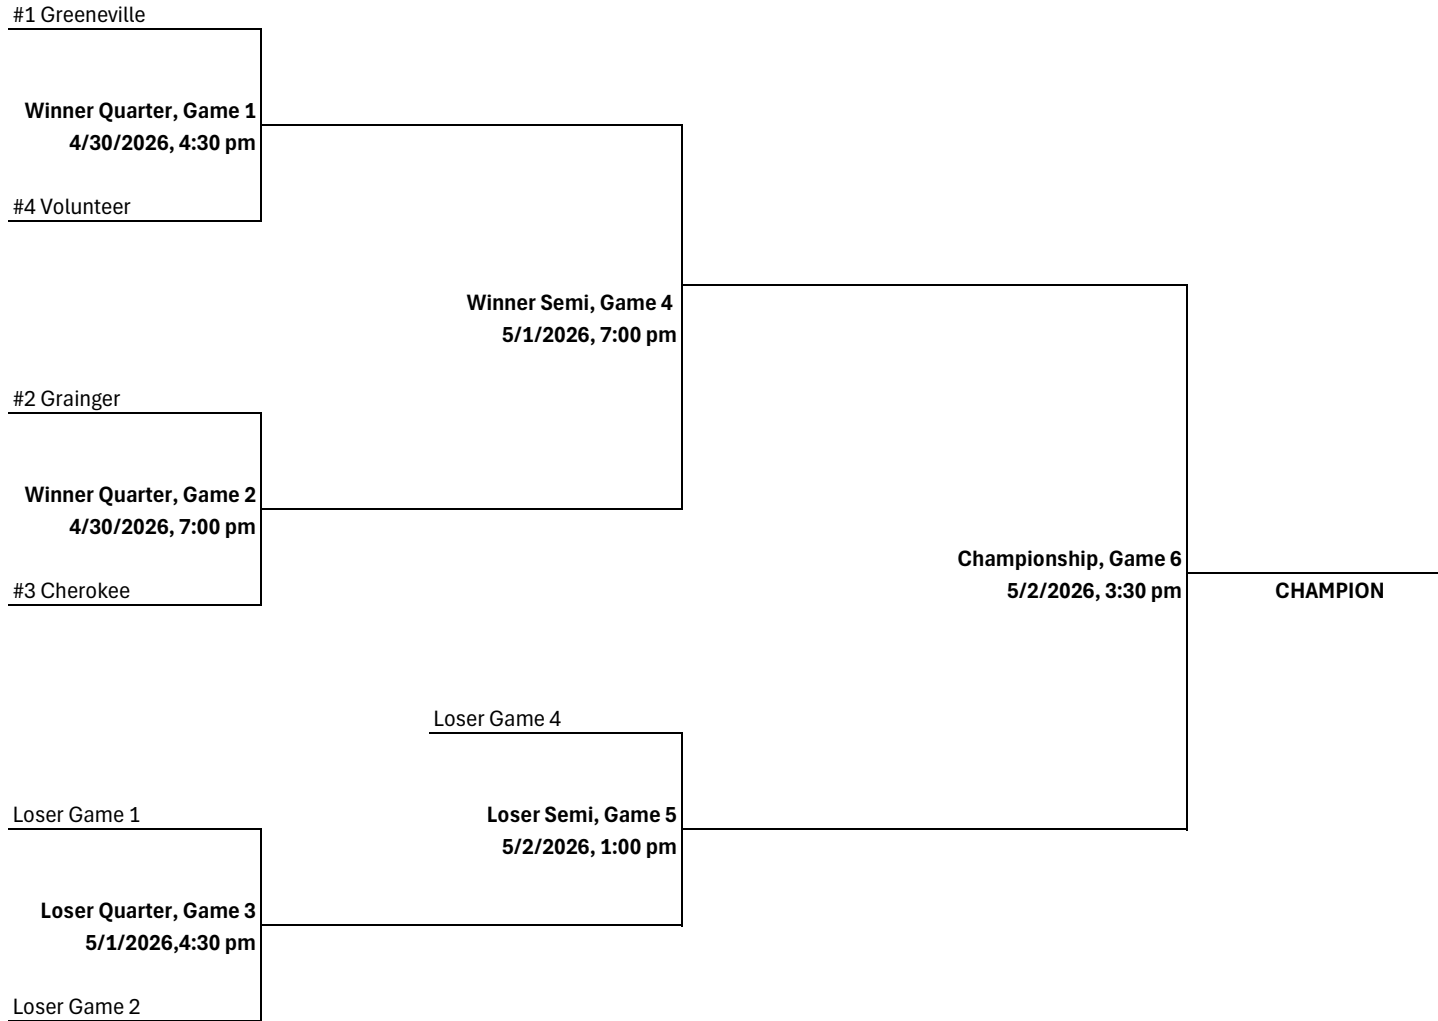 #1 Greeneville
Winner Quarter, Game 1
4/30/2026, 4:30 pm
#4 Volunteer
Winner Semi, Game 4
5/1/2026, 7:00 pm
#2 Grainger
Winner Quarter, Game 2
4/30/2026, 7:00 pm
#3 Cherokee
Championship, Game 6
5/2/2026, 3:30 pm
CHAMPION
Loser Game 4
Loser Game 1
Loser Semi, Game 5
5/2/2026, 1:00 pm
Loser Quarter, Game 3
5/1/2026,4:30 pm
Loser Game 2